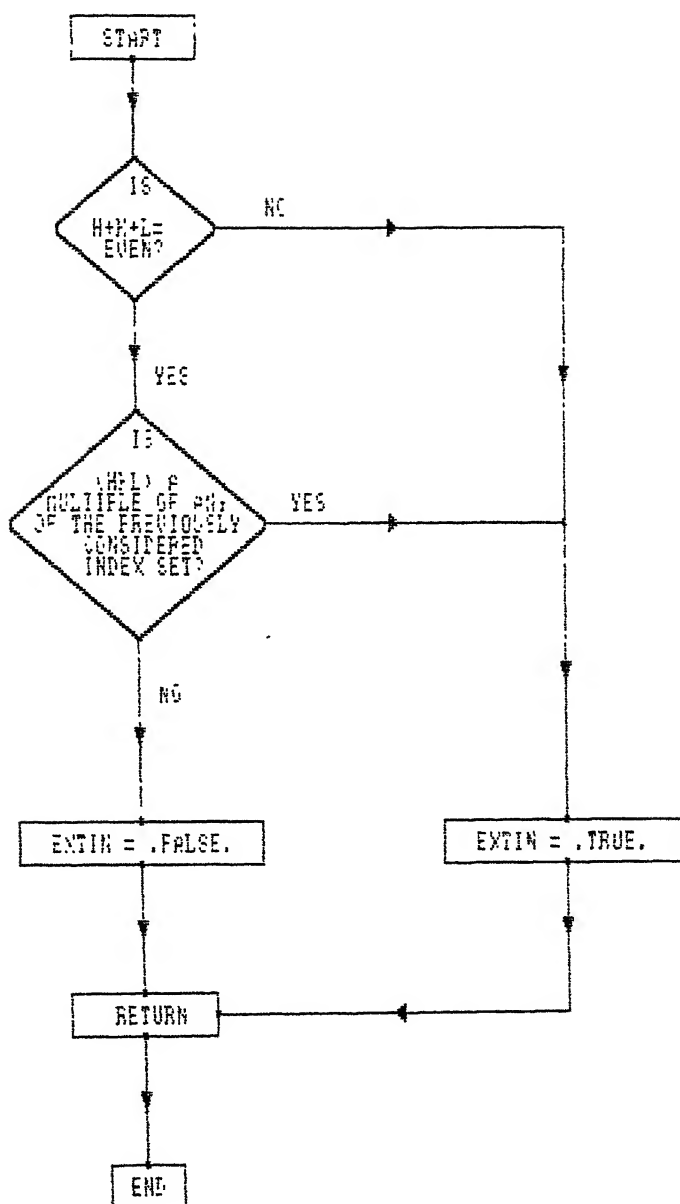 START
IS
H+K+L=
EVEN?
NO
YES
IS
(HKL) A
MULTIPLE OF ANY
OF THE PREVIOUSLY
CONSIDERED
INDEX SET?
YES
NO
EXTIN = .FALSE.
EXTIN = .TRUE.
RETURN
END